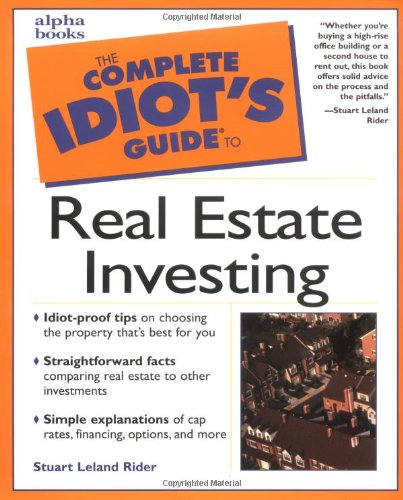 Copyrighted Material
alpha
books
"Whether you're
buying a high-rise
office building or a
second house to
rent out, this book
offers solid advice
on the process and
the pitfalls."
—Stuart Leland
Rider
THE
COMPLETE
IDIOT'S
GUIDE® TO
Real Estate
Investing
♦ Idiot-proof tips on choosing
the property that's best for you
♦ Straightforward facts
comparing real estate to other
investments
♦ Simple explanations of cap
rates, financing, options, and more
Stuart Leland Rider
Copyrighted Material